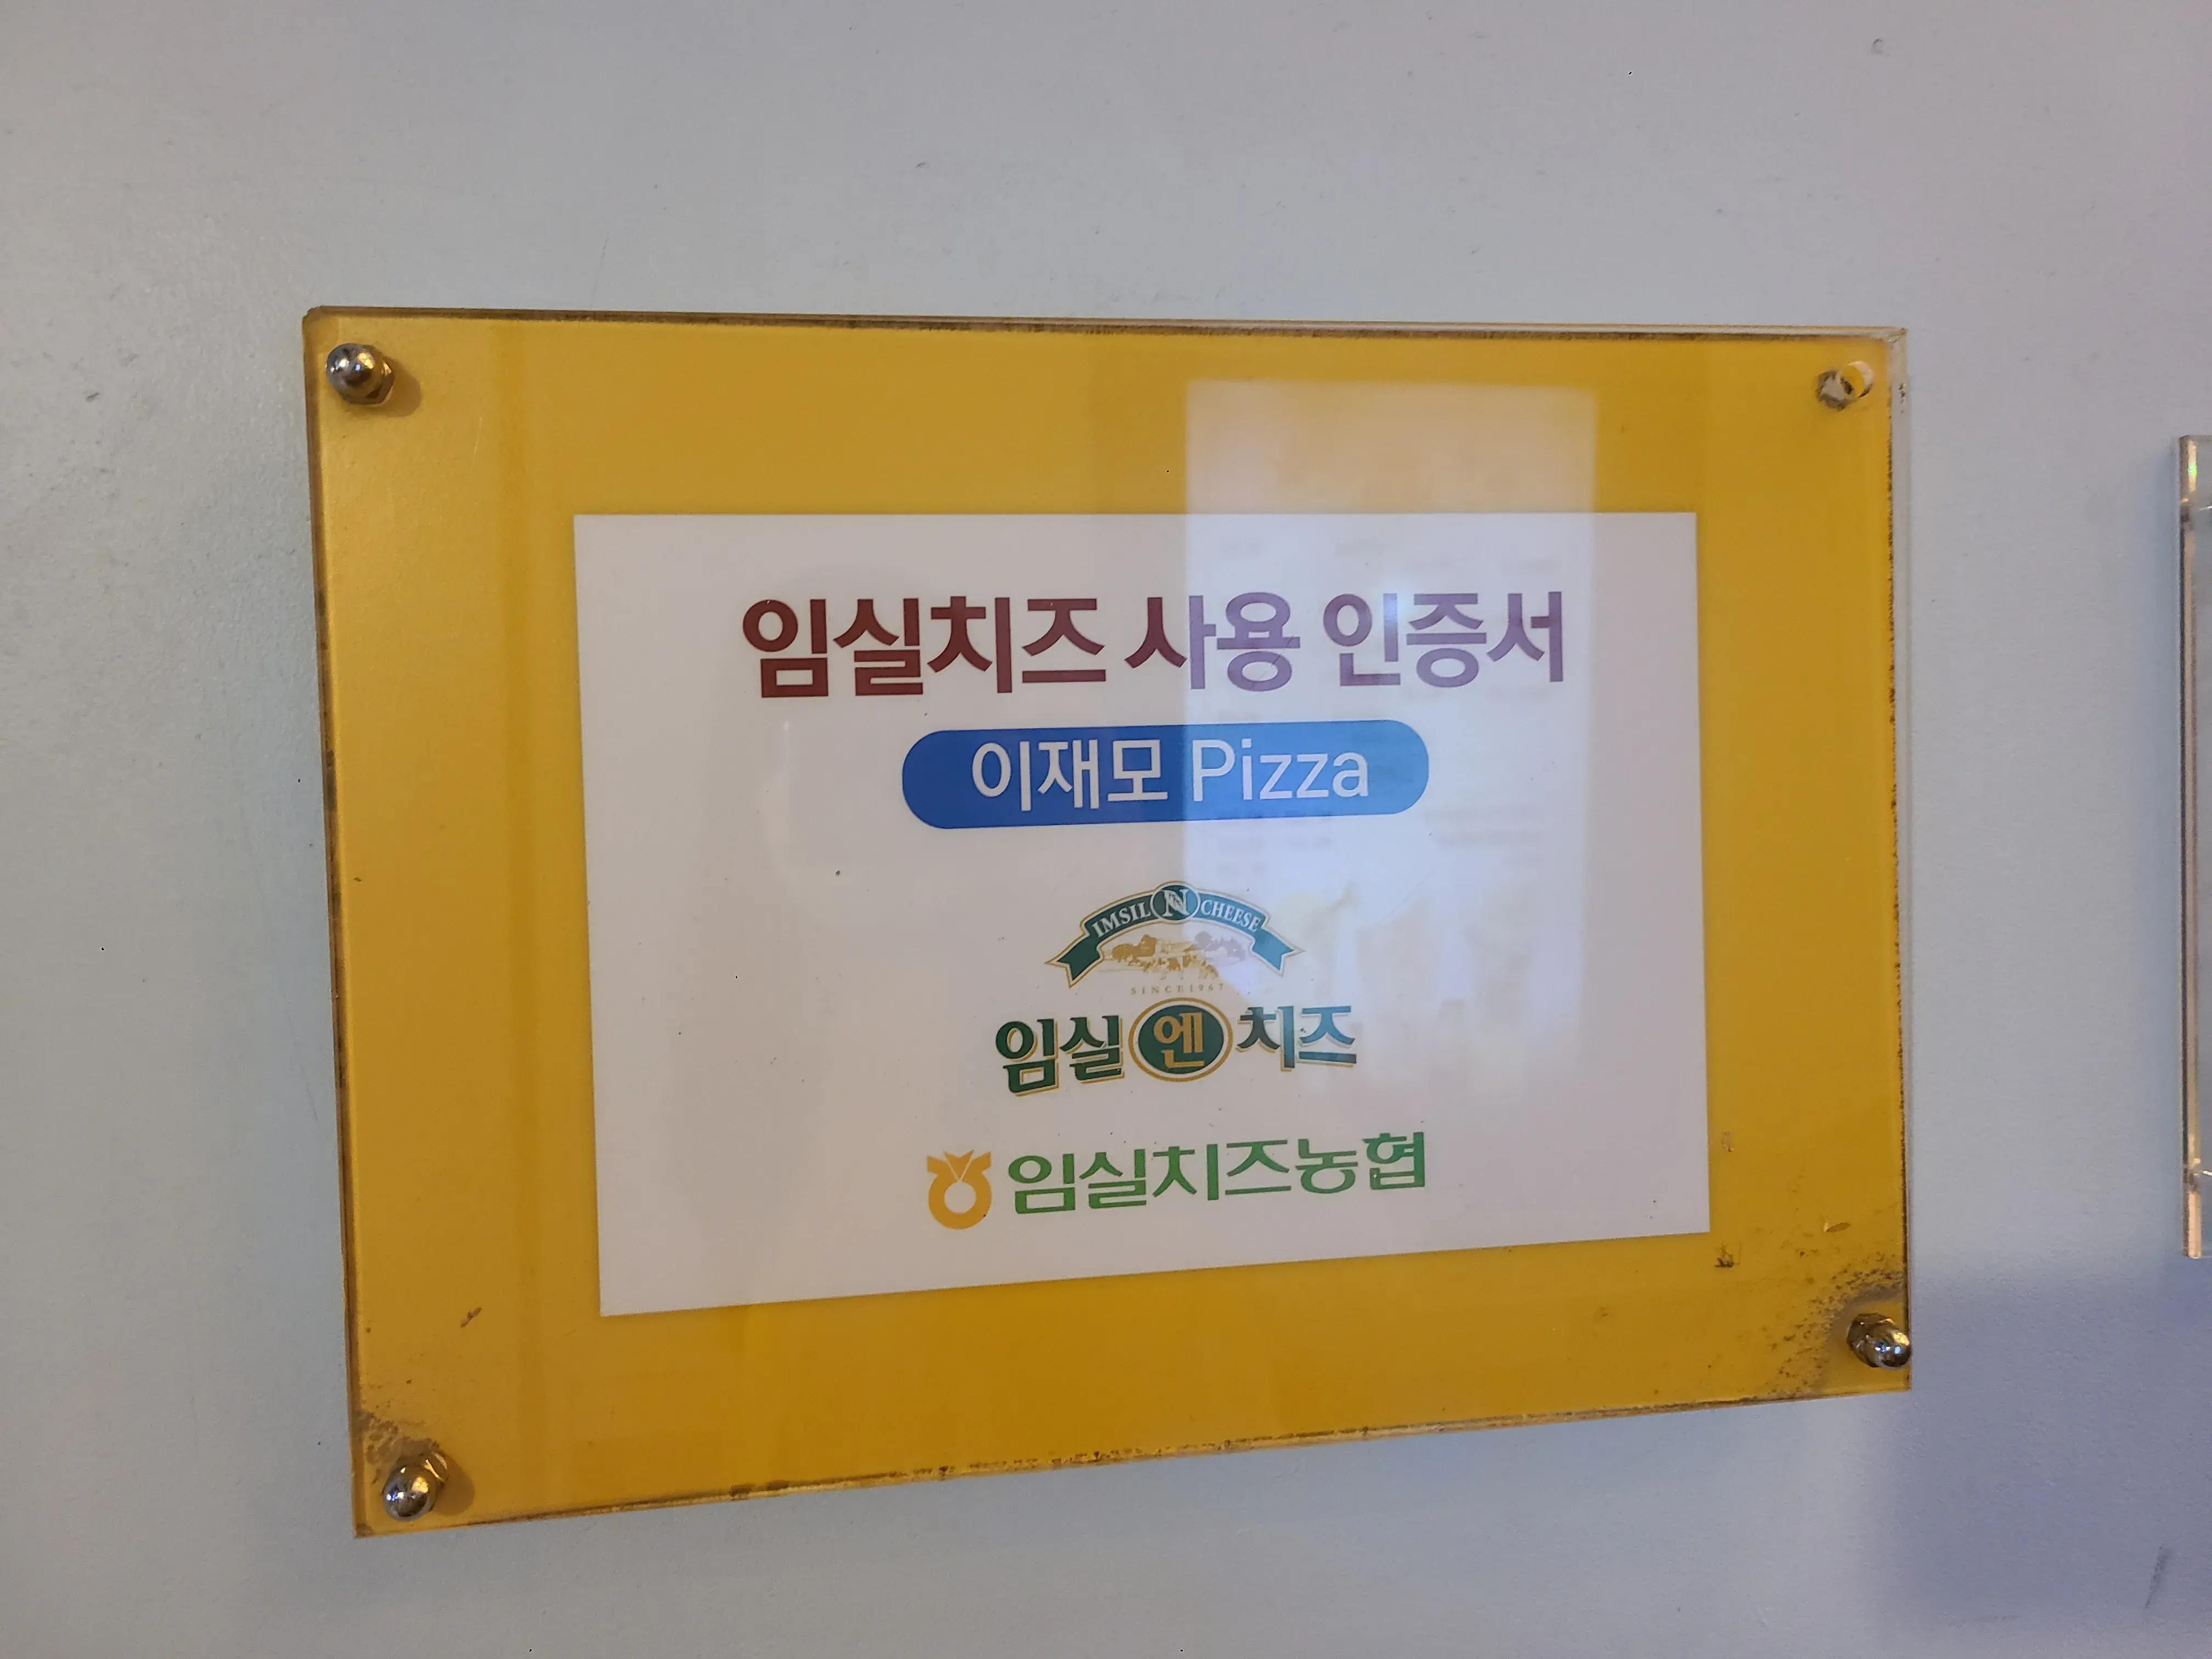 임실치즈 사용 인증서
이재모 Pizza
IMSIL N CHEESE
SINCE1967
임실엔치즈
임실치즈농협